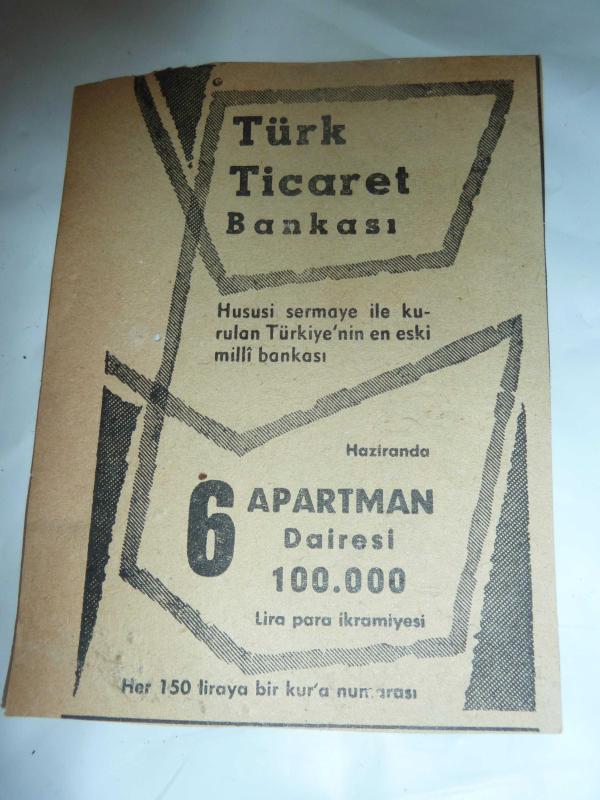 Türk
Ticaret
Bankası
Hususi sermaye ile ku-
rulan Türkiye'nin en eski
millî bankası
Haziranda
6 APARTMAN
Dairesi
100.000
Lira para ikramiyesi
Her 150 liraya bir kur'a numarası